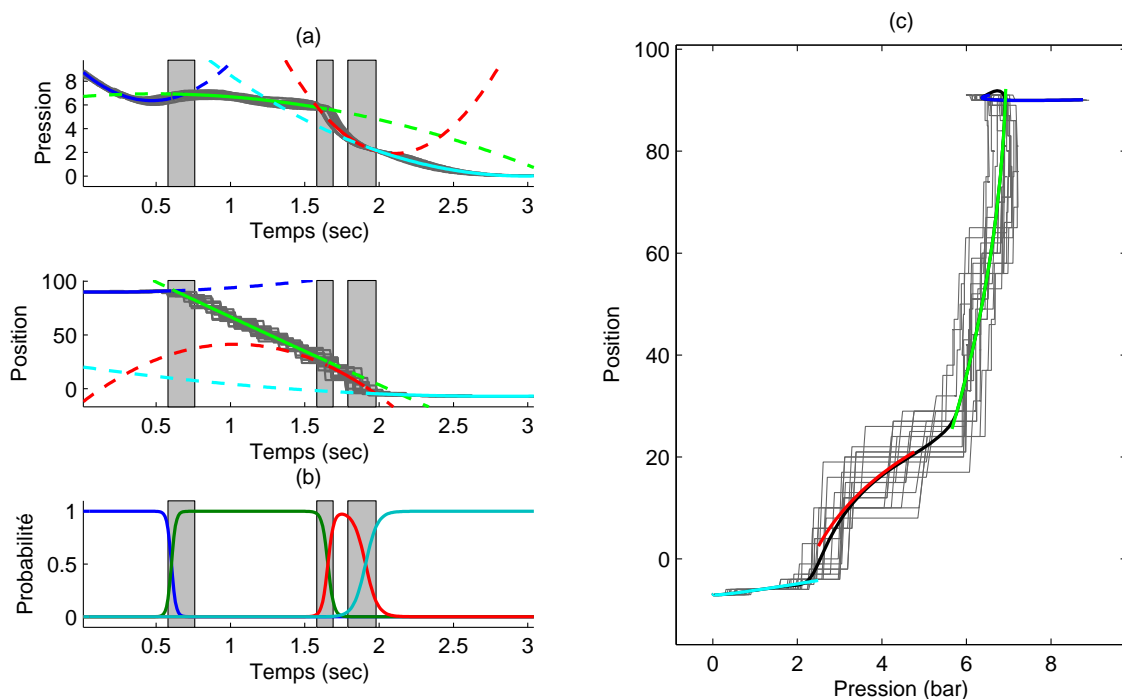 (a)
8
6
4
2
0
Pression
0.5 1 1.5 2 2.5 3
Temps (sec)
100
50
0
Position
0.5 1 1.5 2 2.5 3
Temps (sec)
(b)
1
0.5
0
Probabilité
0.5 1 1.5 2 2.5 3
Temps (sec)
(c)
100
80
60
40
20
0
Position
0 2 4 6 8
Pression (bar)